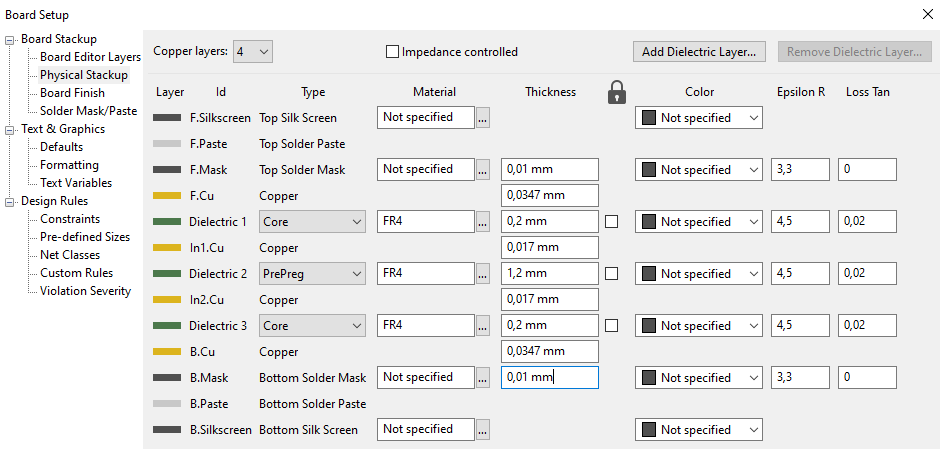 Board Setup
Board Stackup
Board Editor Layers
Physical Stackup
Board Finish
Solder Mask/Paste
Text & Graphics
Defaults
Formatting
Text Variables
Design Rules
Constraints
Pre-defined Sizes
Net Classes
Custom Rules
Violation Severity
Copper layers: 4 Impedance controlled Add Dielectric Layer... Remove Dielectric Layer...
Layer Id Type Material Thickness Color Epsilon R Loss Tan
F.Silkscreen Top Silk Screen Not specified ... Not specified
F.Paste Top Solder Paste
F.Mask Top Solder Mask Not specified ... 0,01 mm Not specified 3,3 0
F.Cu Copper 0,0347 mm
Dielectric 1 Core FR4 ... 0,2 mm Not specified 4,5 0,02
In1.Cu Copper 0,017 mm
Dielectric 2 PrePreg FR4 ... 1,2 mm Not specified 4,5 0,02
In2.Cu Copper 0,017 mm
Dielectric 3 Core FR4 ... 0,2 mm Not specified 4,5 0,02
B.Cu Copper 0,0347 mm
B.Mask Bottom Solder Mask Not specified ... 0,01 mm Not specified 3,3 0
B.Paste Bottom Solder Paste
B.Silkscreen Bottom Silk Screen Not specified ... Not specified